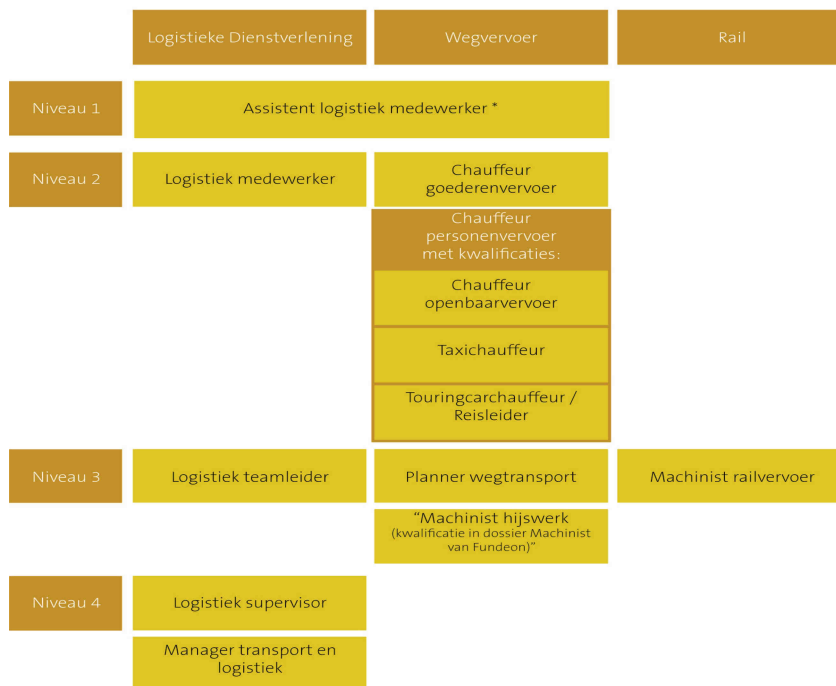 Logistieke Dienstverlening
Wegvervoer
Rail
Niveau 1
Assistent logistiek medewerker *
Niveau 2
Logistiek medewerker
Chauffeur
goederenvervoer
Chauffeur
personenvervoer
met kwalificaties:
Chauffeur
openbaarvervoer
Taxichauffeur
Touringcarchauffeur /
Reisleider
Niveau 3
Logistiek teamleider
Planner wegtransport
Machinist railvervoer
“Machinist hijswerk
(kwalificatie in dossier Machinist
van Fundeon)”
Niveau 4
Logistiek supervisor
Manager transport en
logistiek